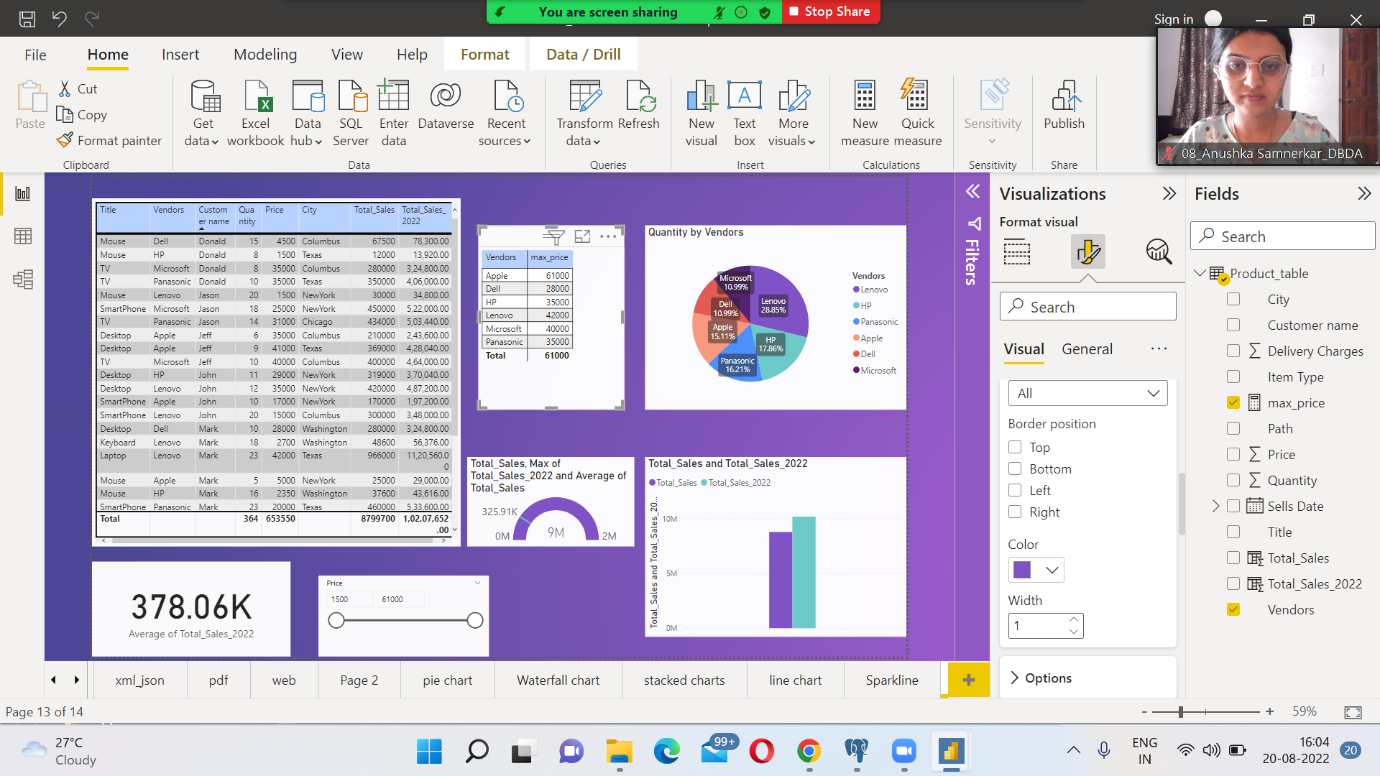 You are screen sharing
Stop Share
Sign in
File Home Insert Modeling View Help Format Data / Drill
Paste
Cut
Copy
Format painter
Clipboard
Get data
Excel workbook
Data hub
SQL Server
Enter data
Dataverse
Recent sources
Data
Transform data
Refresh
Queries
New visual
Text box
More visuals
Insert
New measure
Quick measure
Calculations
Sensitivity
Sensitivity
Publish
Share
08_Anushka Samnerkar_DBDA
Title Vendors Custom er name Qua ntity Price City Total_Sales Total_Sales_ 2022
Mouse Dell Donald 15 4500 Columbus 67500 78,300.00
Mouse HP Donald 8 1500 Texas 12000 13,920.00
TV Microsoft Donald 8 35000 Columbus 280000 3,24,800.00
TV Panasonic Donald 10 35000 Texas 350000 4,06,000.00
Mouse Lenovo Jason 20 1500 NewYork 30000 34,800.00
SmartPhone Microsoft Jason 18 25000 NewYork 450000 5,22,000.00
TV Panasonic Jason 14 31000 Chicago 434000 5,03,440.00
Desktop Apple Jeff 6 35000 Columbus 210000 2,43,600.00
Desktop Apple Jeff 9 41000 Texas 369000 4,28,040.00
TV Microsoft Jeff 10 40000 Columbus 400000 4,64,000.00
Desktop HP John 11 29000 NewYork 319000 3,70,040.00
Desktop Lenovo John 12 35000 NewYork 420000 4,87,200.00
SmartPhone Apple John 10 17000 NewYork 170000 1,97,200.00
SmartPhone Lenovo John 20 15000 Columbus 300000 3,48,000.00
Desktop Dell Mark 10 28000 Washington 280000 3,24,800.00
Keyboard Lenovo Mark 18 2700 Washington 48600 56,376.00
Laptop Lenovo Mark 23 42000 Texas 966000 11,20,560.0
0
Mouse Apple Mark 5 5000 NewYork 25000 29,000.00
Mouse HP Mark 16 2350 Washington 37600 43,616.00
SmartPhone Panasonic Mark 23 20000 Texas 460000 5,33,600.00
Total 364 653550 8799700 1,02,07,652
.00
Vendors max_price
Apple 61000
Dell 28000
HP 35000
Lenovo 42000
Microsoft 40000
Panasonic 35000
Total 61000
Quantity by Vendors
Microsoft 10.99%
Lenovo 28.85%
Dell 10.99%
Apple 15.11%
HP 17.86%
Panasonic 16.21%
Vendors
Lenovo
HP
Panasonic
Apple
Dell
Microsoft
Total_Sales, Max of
Total_Sales_2022 and Average of
Total_Sales
325.91K
0M 9M 2M
Total_Sales and Total_Sales_2022
Total_Sales Total_Sales_2022
Total_Sales and Total_Sales_20...
10M
5M
0M
378.06K
Average of Total_Sales_2022
Price
1500 61000
Filters
Visualizations
Format visual
Search
Visual General
All
Border position
Top
Bottom
Left
Right
Color
Width
1
Options
Fields
Search
Product_table
City
Customer name
Delivery Charges
Item Type
max_price
Path
Price
Quantity
Sells Date
Title
Total_Sales
Total_Sales_2022
Vendors
xml_json pdf web Page 2 pie chart Waterfall chart stacked charts line chart Sparkline
Page 13 of 14
59%
27°C
Cloudy
99+
ENG
IN
16:04
20-08-2022
20